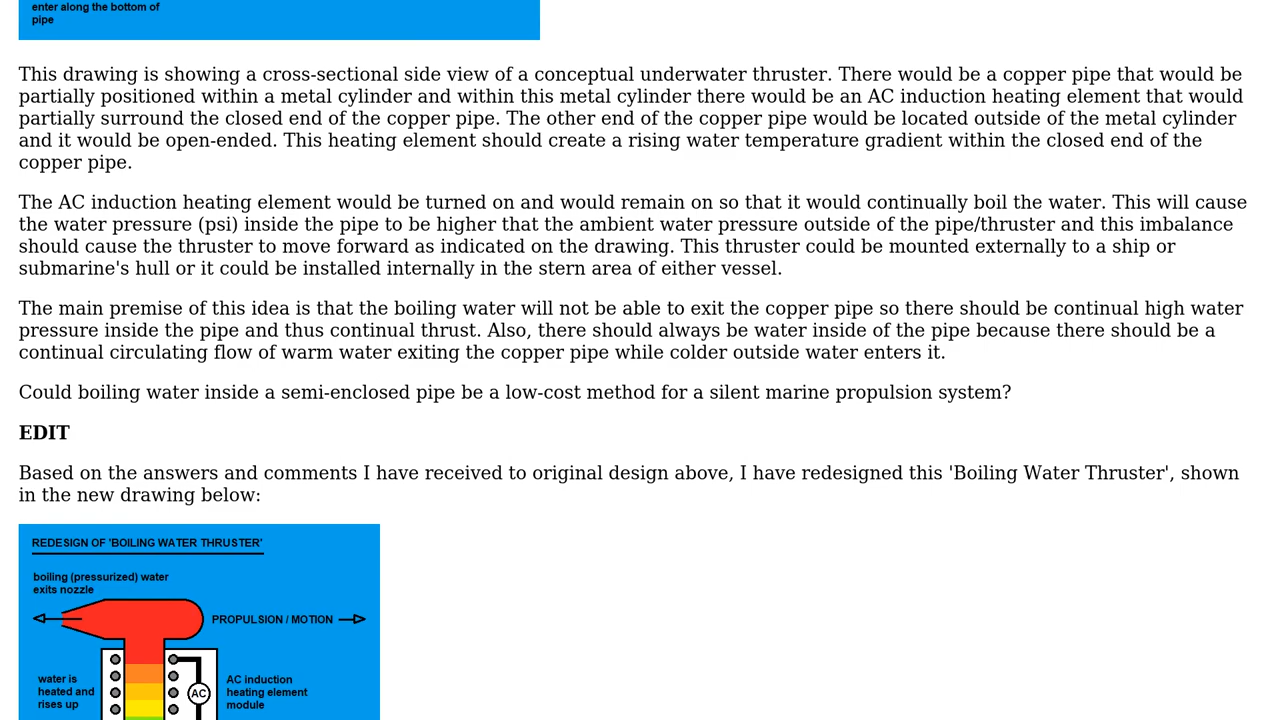 enter along the bottom of
pipe
This drawing is showing a cross-sectional side view of a conceptual underwater thruster. There would be a copper pipe that would be
partially positioned within a metal cylinder and within this metal cylinder there would be an AC induction heating element that would
partially surround the closed end of the copper pipe. The other end of the copper pipe would be located outside of the metal cylinder
and it would be open-ended. This heating element should create a rising water temperature gradient within the closed end of the
copper pipe.
The AC induction heating element would be turned on and would remain on so that it would continually boil the water. This will cause
the water pressure (psi) inside the pipe to be higher that the ambient water pressure outside of the pipe/thruster and this imbalance
should cause the thruster to move forward as indicated on the drawing. This thruster could be mounted externally to a ship or
submarine's hull or it could be installed internally in the stern area of either vessel.
The main premise of this idea is that the boiling water will not be able to exit the copper pipe so there should be continual high water
pressure inside the pipe and thus continual thrust. Also, there should always be water inside of the pipe because there should be a
continual circulating flow of warm water exiting the copper pipe while colder outside water enters it.
Could boiling water inside a semi-enclosed pipe be a low-cost method for a silent marine propulsion system?
EDIT
Based on the answers and comments I have received to original design above, I have redesigned this 'Boiling Water Thruster', shown
in the new drawing below:
REDESIGN OF 'BOILING WATER THRUSTER'
boiling (pressurized) water
exits nozzle
PROPULSION / MOTION
water is
heated and
rises up
AC
AC induction
heating element
module